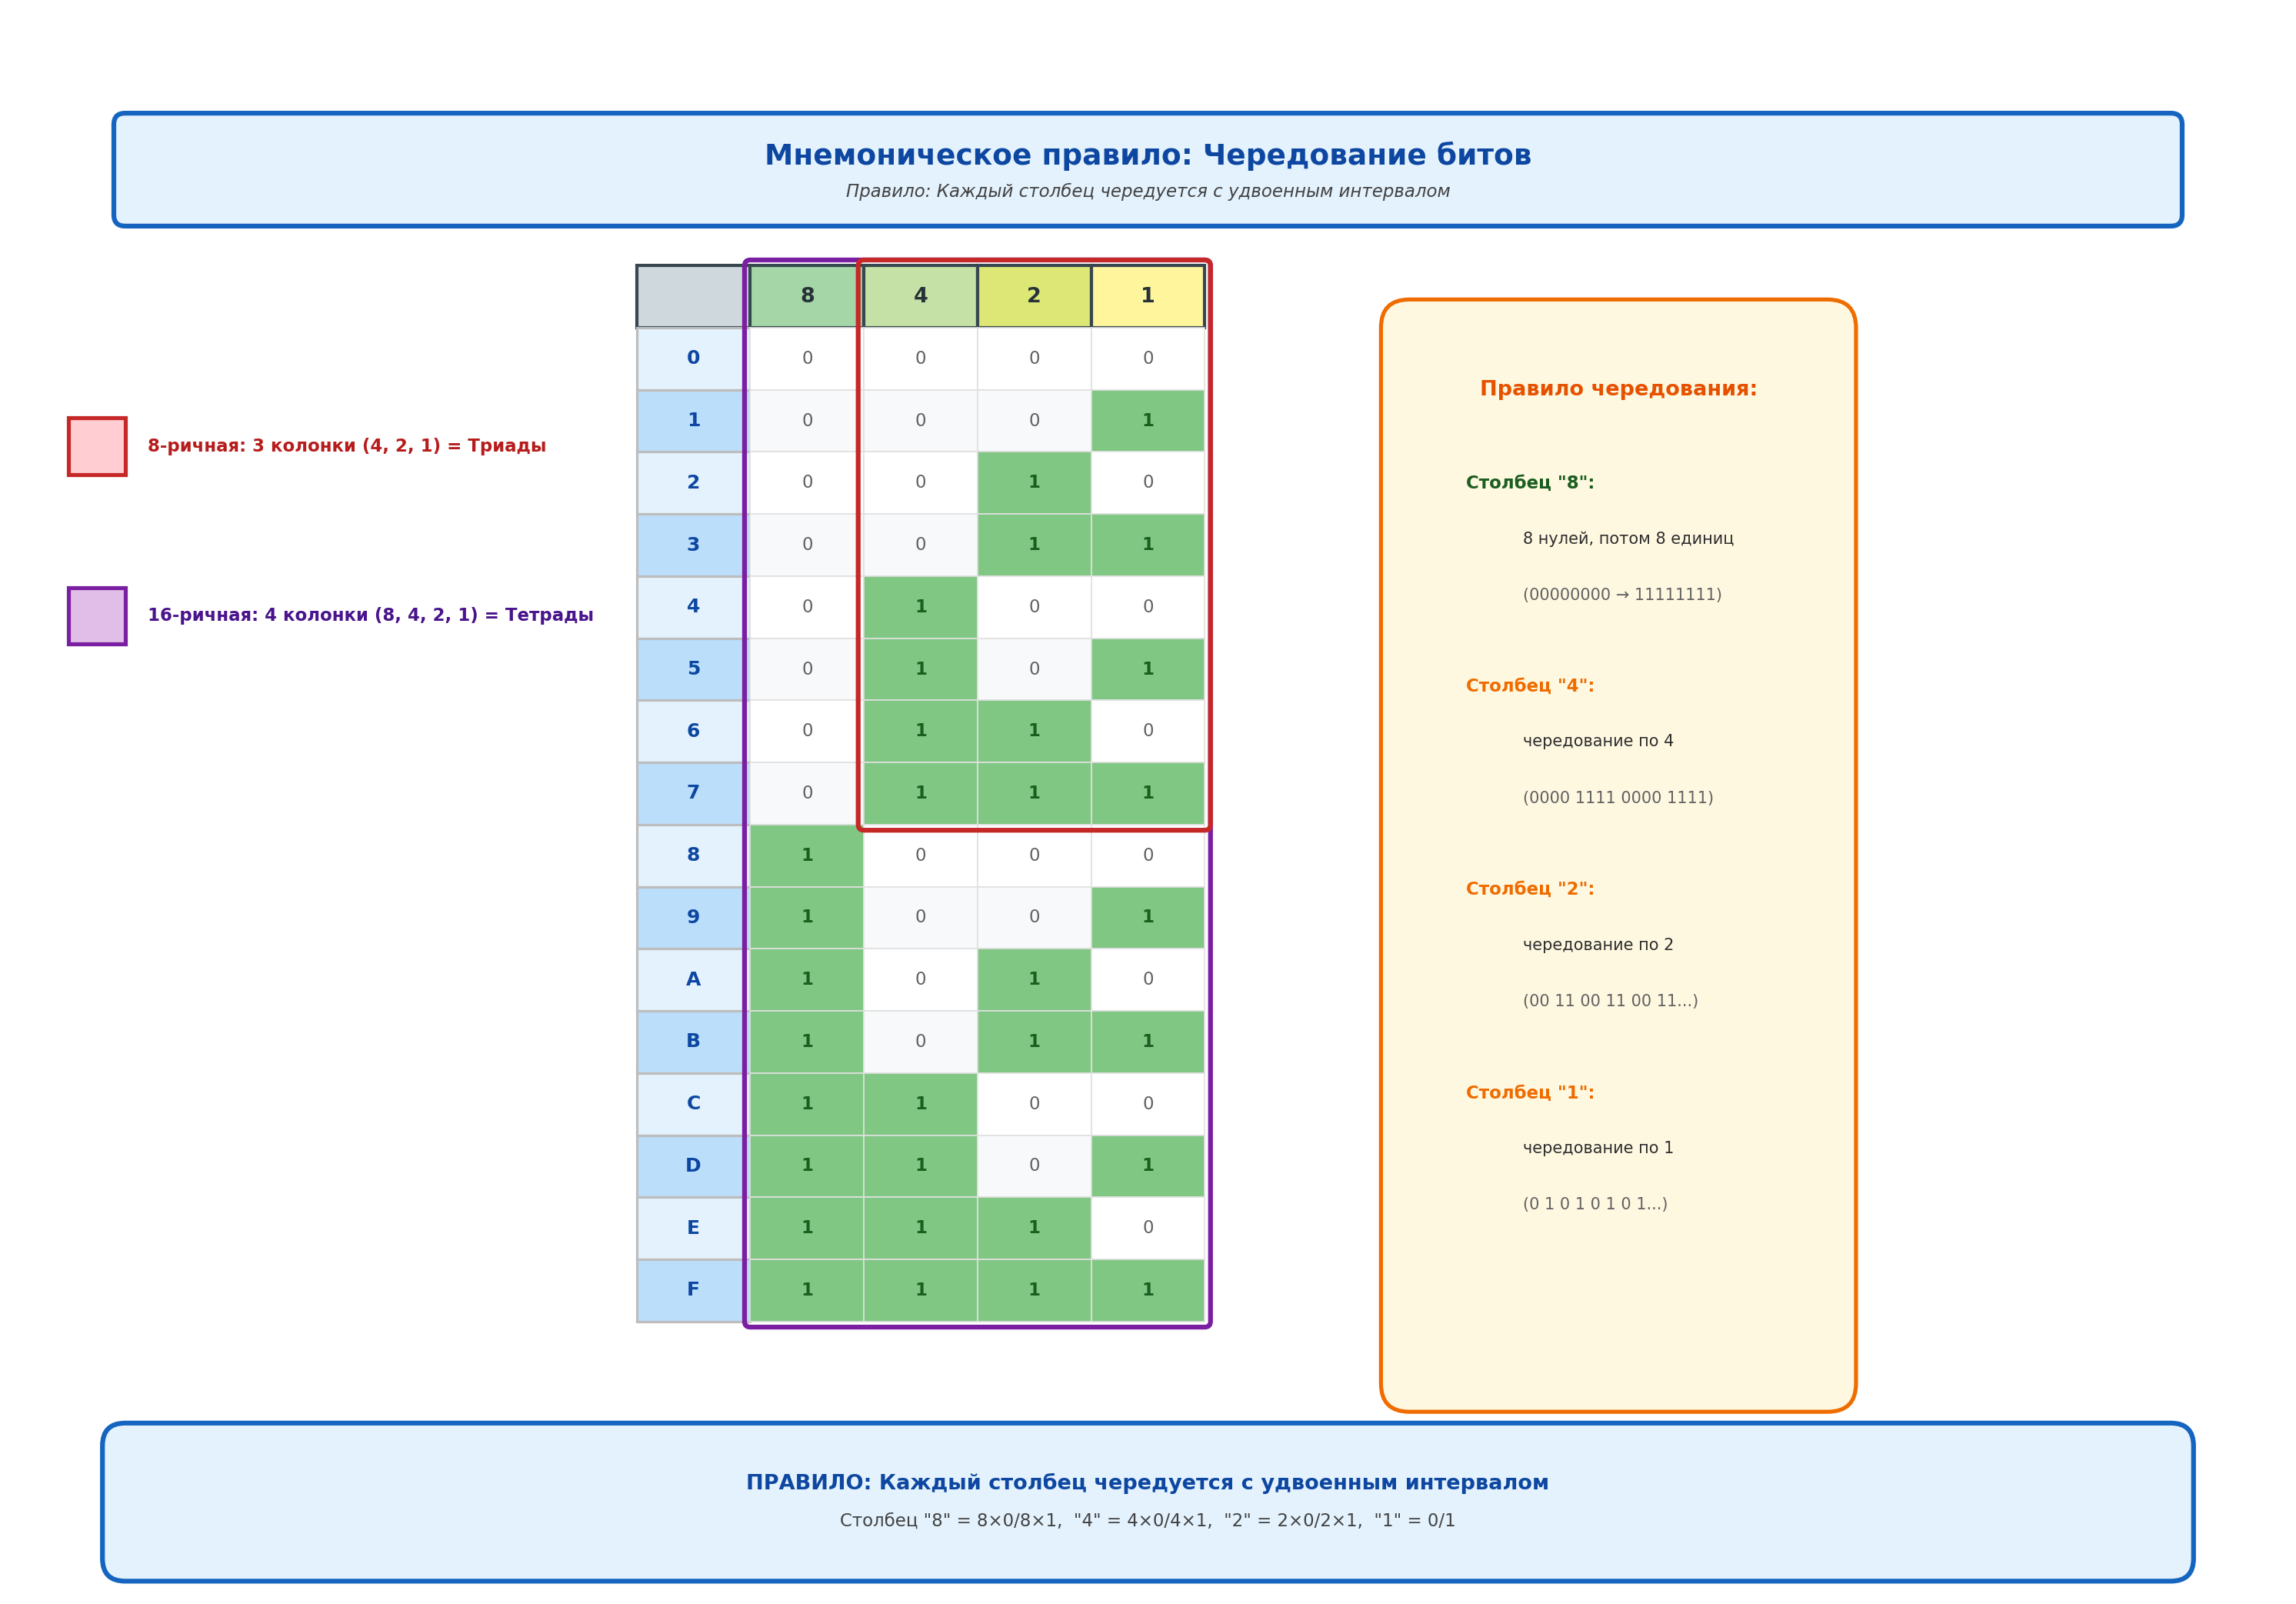 Мнемоническое правило: Чередование битов
Правило: Каждый столбец чередуется с удвоенным интервалом
8-ричная: 3 колонки (4, 2, 1) = Триады
16-ричная: 4 колонки (8, 4, 2, 1) = Тетрады
8 4 2 1
0 0 0 0 0
1 0 0 0 1
2 0 0 1 0
3 0 0 1 1
4 0 1 0 0
5 0 1 0 1
6 0 1 1 0
7 0 1 1 1
8 1 0 0 0
9 1 0 0 1
A 1 0 1 0
B 1 0 1 1
C 1 1 0 0
D 1 1 0 1
E 1 1 1 0
F 1 1 1 1
Правило чередования:
Столбец "8":
8 нулей, потом 8 единиц
(00000000 → 11111111)
Столбец "4":
чередование по 4
(0000 1111 0000 1111)
Столбец "2":
чередование по 2
(00 11 00 11 00 11...)
Столбец "1":
чередование по 1
(0 1 0 1 0 1 0 1...)
ПРАВИЛО: Каждый столбец чередуется с удвоенным интервалом
Столбец "8" = 8×0/8×1, "4" = 4×0/4×1, "2" = 2×0/2×1, "1" = 0/1